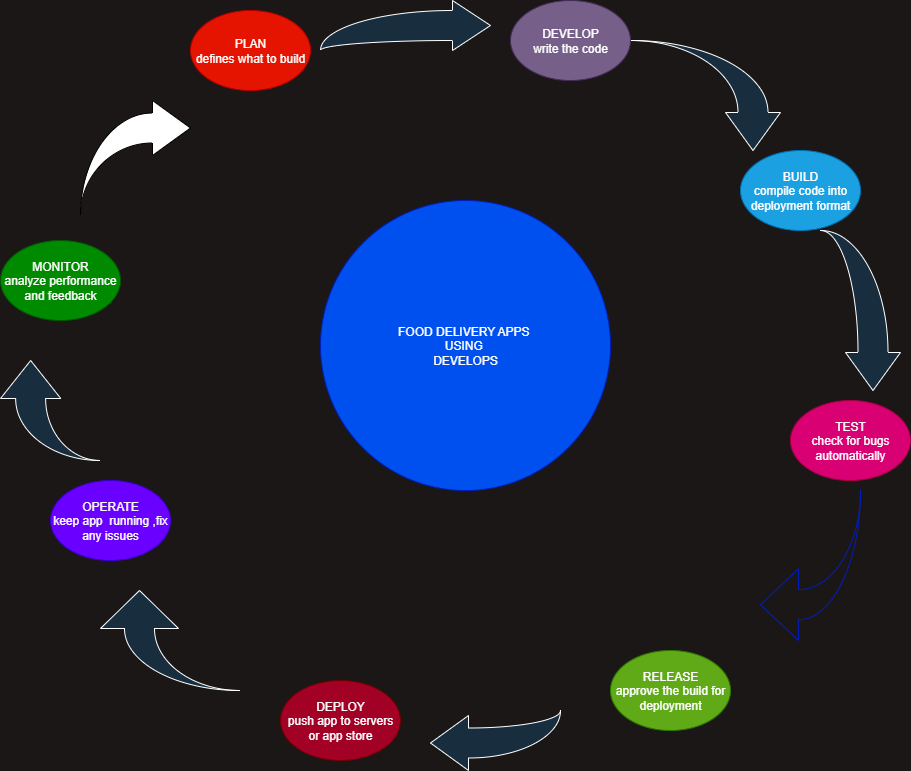 PLAN
defines what to build
DEVELOP
write the code
BUILD
compile code into
deployment format
TEST
check for bugs
automatically
RELEASE
approve the build for
deployment
DEPLOY
push app to servers
or app store
OPERATE
keep app  running ,fix
any issues
MONITOR
analyze performance
and feedback
FOOD DELIVERY APPS
USING
DEVELOPS